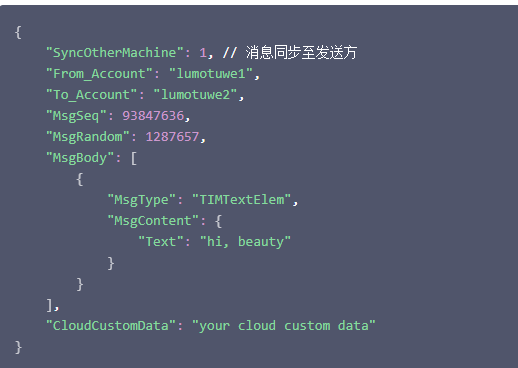 {
    "SyncOtherMachine": 1, // 消息同步至发送方
    "From_Account": "lumotuwe1",
    "To_Account": "lumotuwe2",
    "MsgSeq": 93847636,
    "MsgRandom": 1287657,
    "MsgBody": [
        {
            "MsgType": "TIMTextElem",
            "MsgContent": {
                "Text": "hi, beauty"
            }
        }
    ],
    "CloudCustomData": "your cloud custom data"
}